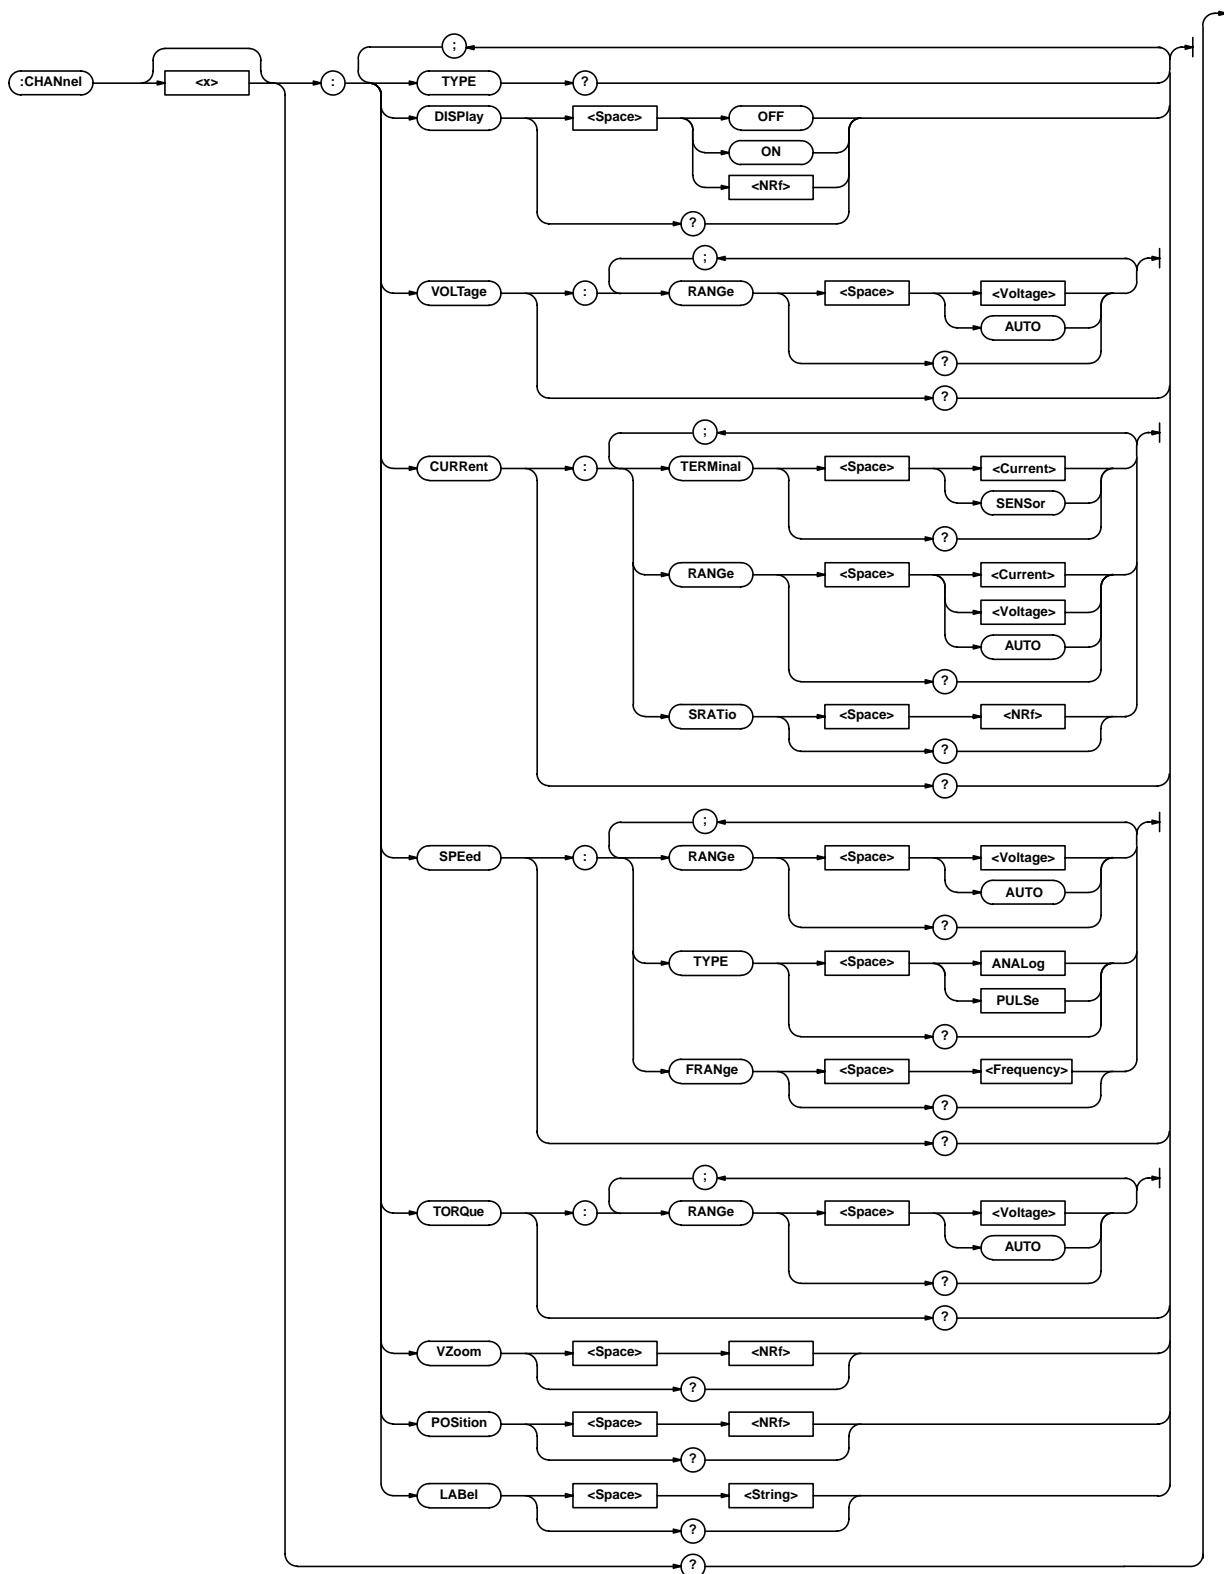 ;
:CHANnel <x> : TYPE ?
DISPlay <Space> OFF
ON
<NRf>
?
;
VOLTage : RANGe <Space> <Voltage>
AUTO
?
?
;
CURRent : TERMinal <Space> <Current>
SENSor
?
RANGe <Space> <Current>
<Voltage>
AUTO
?
SRATio <Space> <NRf>
?
?
;
SPEed : RANGe <Space> <Voltage>
AUTO
?
TYPE <Space> ANALog
PULSe
?
FRANge <Space> <Frequency>
?
?
;
TORQue : RANGe <Space> <Voltage>
AUTO
?
?
VZoom <Space> <NRf>
?
POSition <Space> <NRf>
?
LABel <Space> <String>
?
?